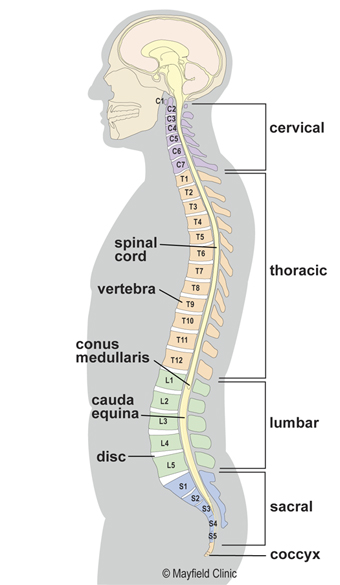 C1
C2
C3
C4
C5
C6
C7
cervical
T1
T2
T3
T4
T5
T6
T7
T8
T9
T10
T11
T12
thoracic
spinal
cord
vertebra
conus
medullaris
L1
L2
L3
L4
L5
lumbar
cauda
equina
disc
S1
S2
S3
S4
S5
sacral
coccyx
© Mayfield Clinic